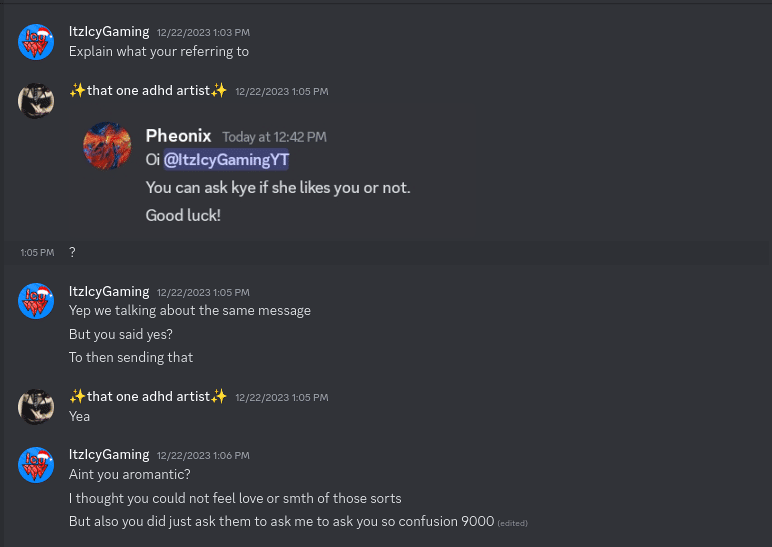 ItzIcyGaming 12/22/2023 1:03 PM
Explain what your referring to
✨that one adhd artist✨ 12/22/2023 1:05 PM
Pheonix Today at 12:42 PM
Oi @ItzIcyGamingYT
You can ask kye if she likes you or not.
Good luck!
1:05 PM ?
ItzIcyGaming 12/22/2023 1:05 PM
Yep we talking about the same message
But you said yes?
To then sending that
✨that one adhd artist✨ 12/22/2023 1:05 PM
Yea
ItzIcyGaming 12/22/2023 1:06 PM
Aint you aromantic?
I thought you could not feel love or smth of those sorts
But also you did just ask them to ask me to ask you so confusion 9000 (edited)